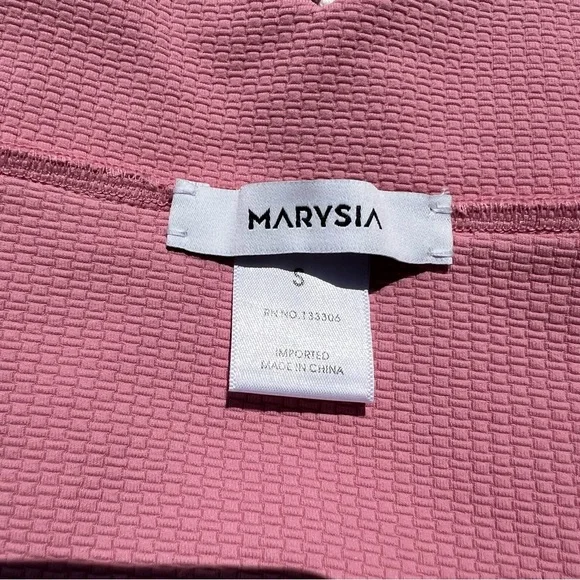 MARYSIA
S
RN NO. 133306
IMPORTED
MADE IN CHINA